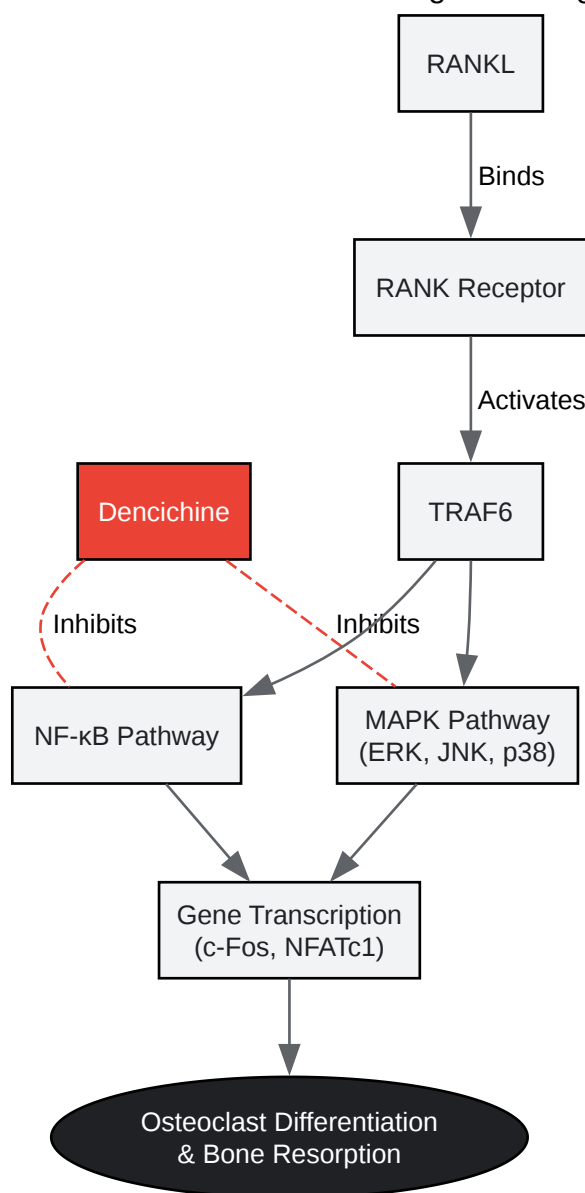 RANKL
Binds
RANK Receptor
Activates
Dencichine
TRAF6
Inhibits
Inhibits
NF-κB Pathway
MAPK Pathway
(ERK, JNK, p38)
Gene Transcription
(c-Fos, NFATc1)
Osteoclast Differentiation
& Bone Resorption